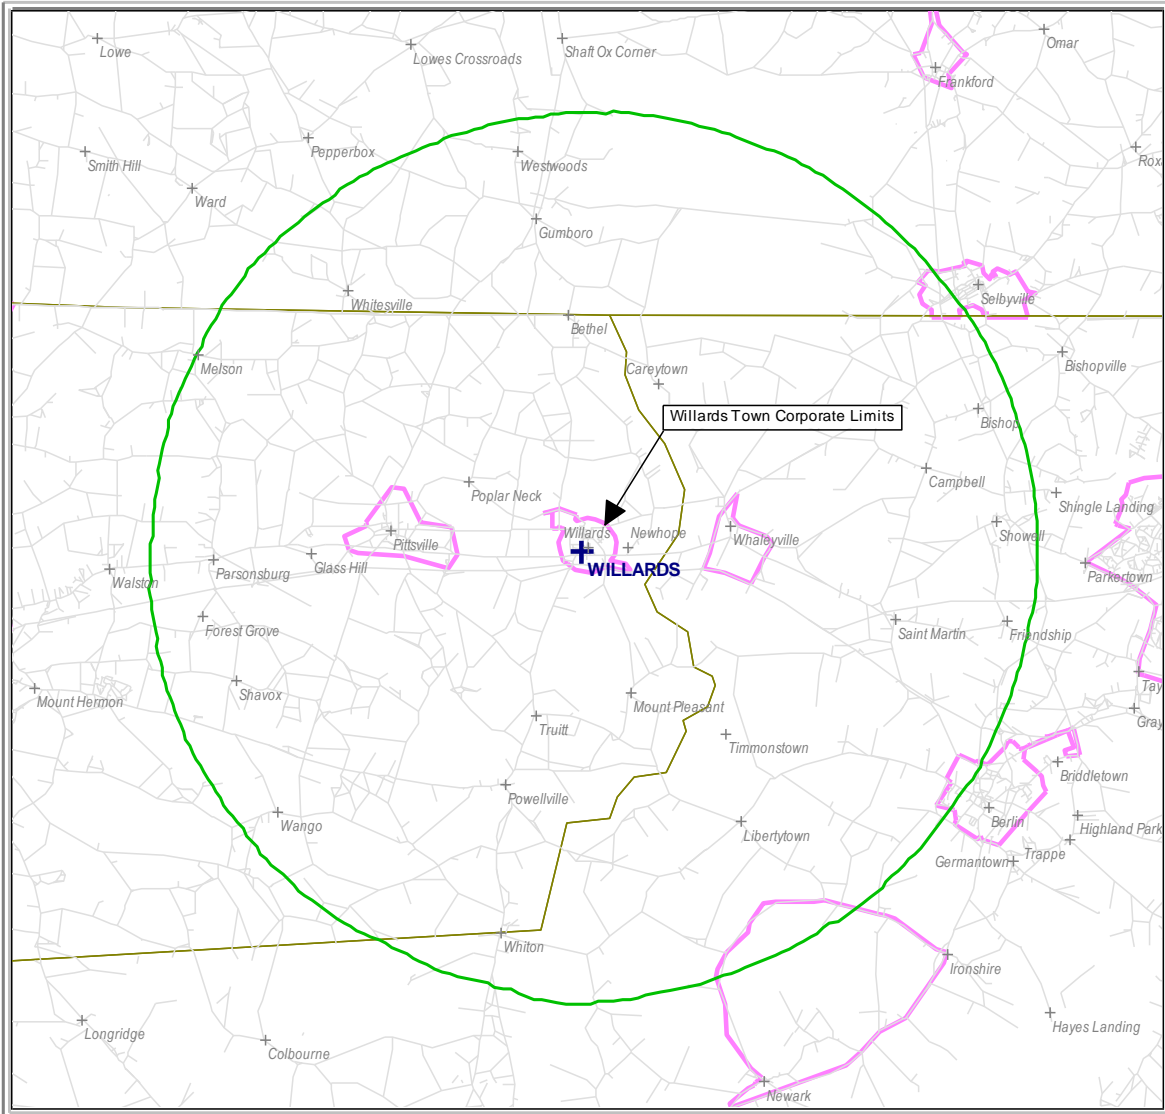 Lowe
Lowes Crossroads
Shaft Ox Corner
Omar
Frankford
Smith Hill
Pepperbox
Westwoods
Rox
Ward
Gumboro
Selbyville
Whitesville
Bethel
Melson
Careytown
Bishopville
Willards Town Corporate Limits
Bishop
Poplar Neck
Campbell
Shingle Landing
Pittsville
Willards
Newhope
Whaleyville
Showell
Walston
Parsonsburg
Glass Hill
WILLARDS
Parkertown
Forest Grove
Saint Martin
Friendship
Mount Hermon
Shavox
Mount Pleasant
Tay
Truitt
Timmonstown
Gray
Briddletown
Powellville
Wango
Libertytown
Berlin
Highland Park
Germantown
Trappe
Whiton
Ironshire
Longridge
Colbourne
Hayes Landing
Newark